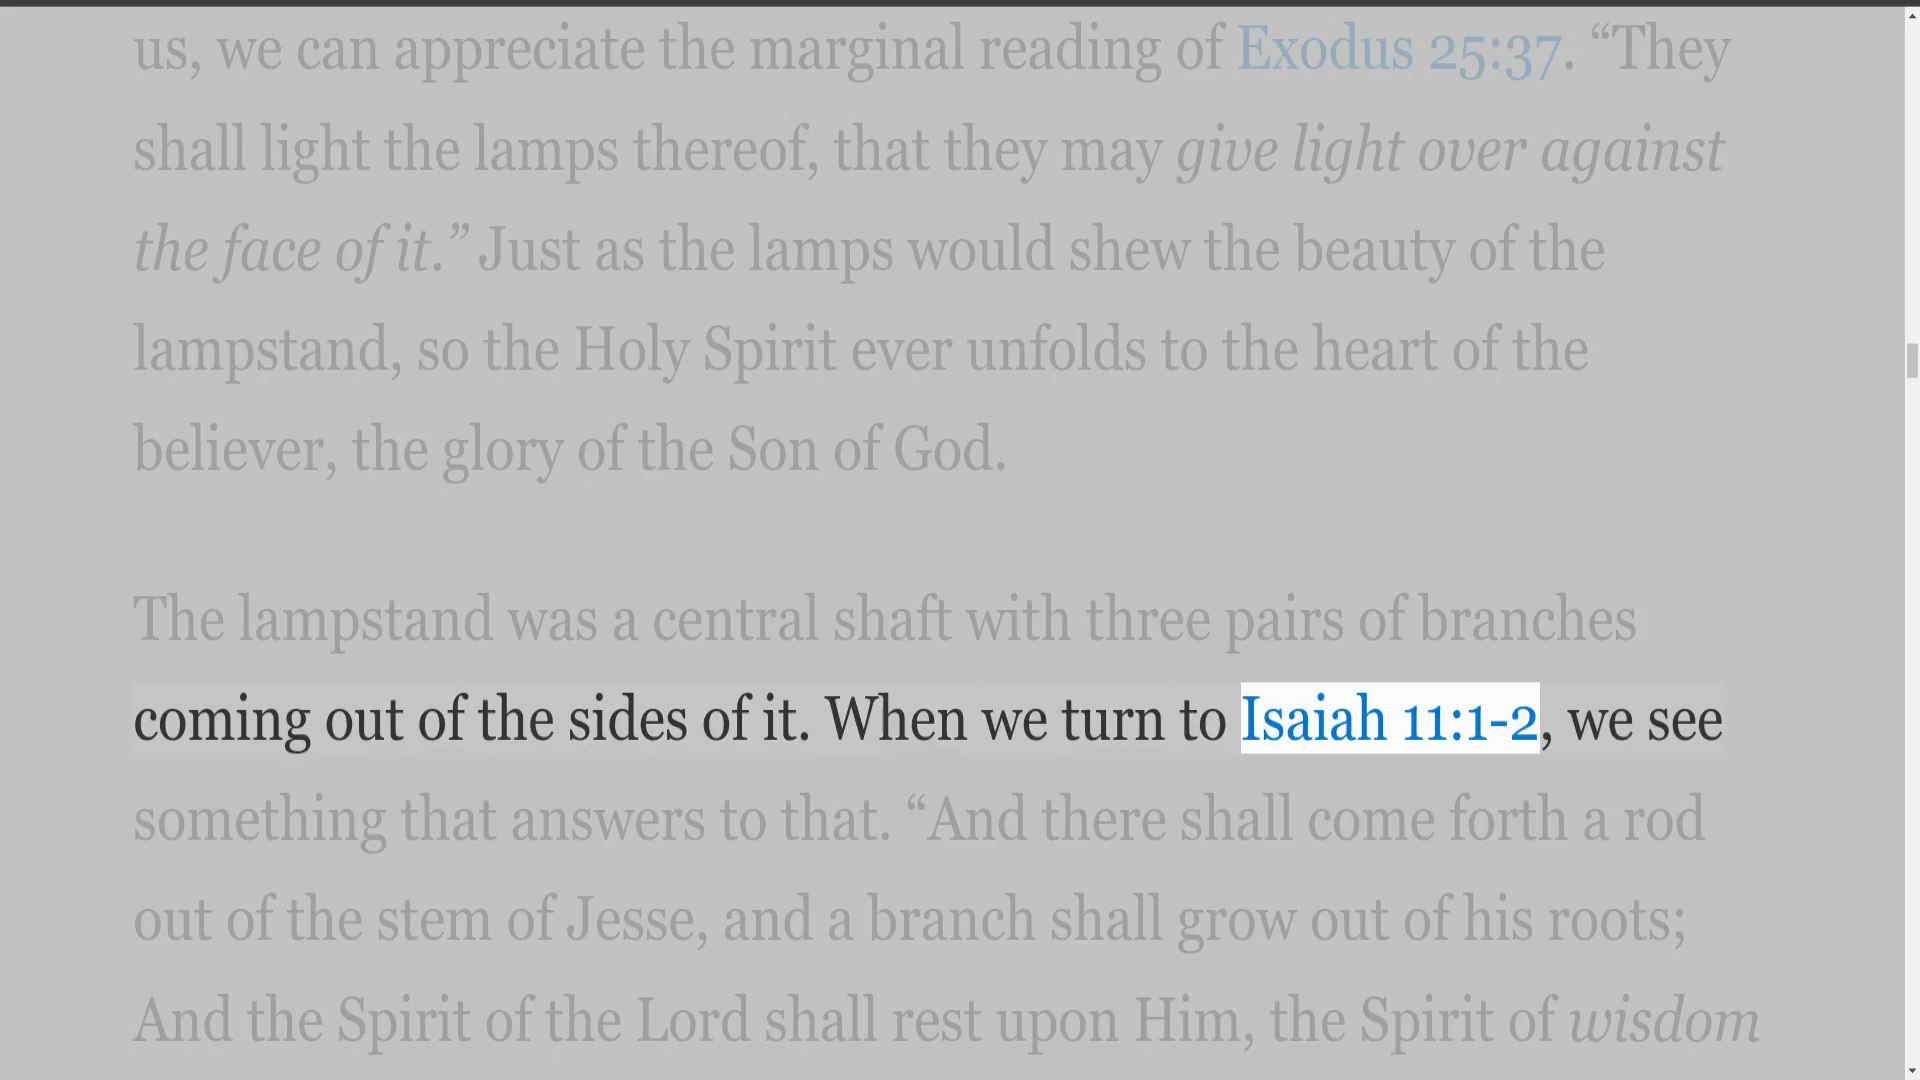 us, we can appreciate the marginal reading of Exodus 25:37. “They
shall light the lamps thereof, that they may give light over against
the face of it.” Just as the lamps would shew the beauty of the
lampstand, so the Holy Spirit ever unfolds to the heart of the
believer, the glory of the Son of God.
The lampstand was a central shaft with three pairs of branches
coming out of the sides of it. When we turn to Isaiah 11:1-2, we see
something that answers to that. “And there shall come forth a rod
out of the stem of Jesse, and a branch shall grow out of his roots;
And the Spirit of the Lord shall rest upon Him, the Spirit of wisdom